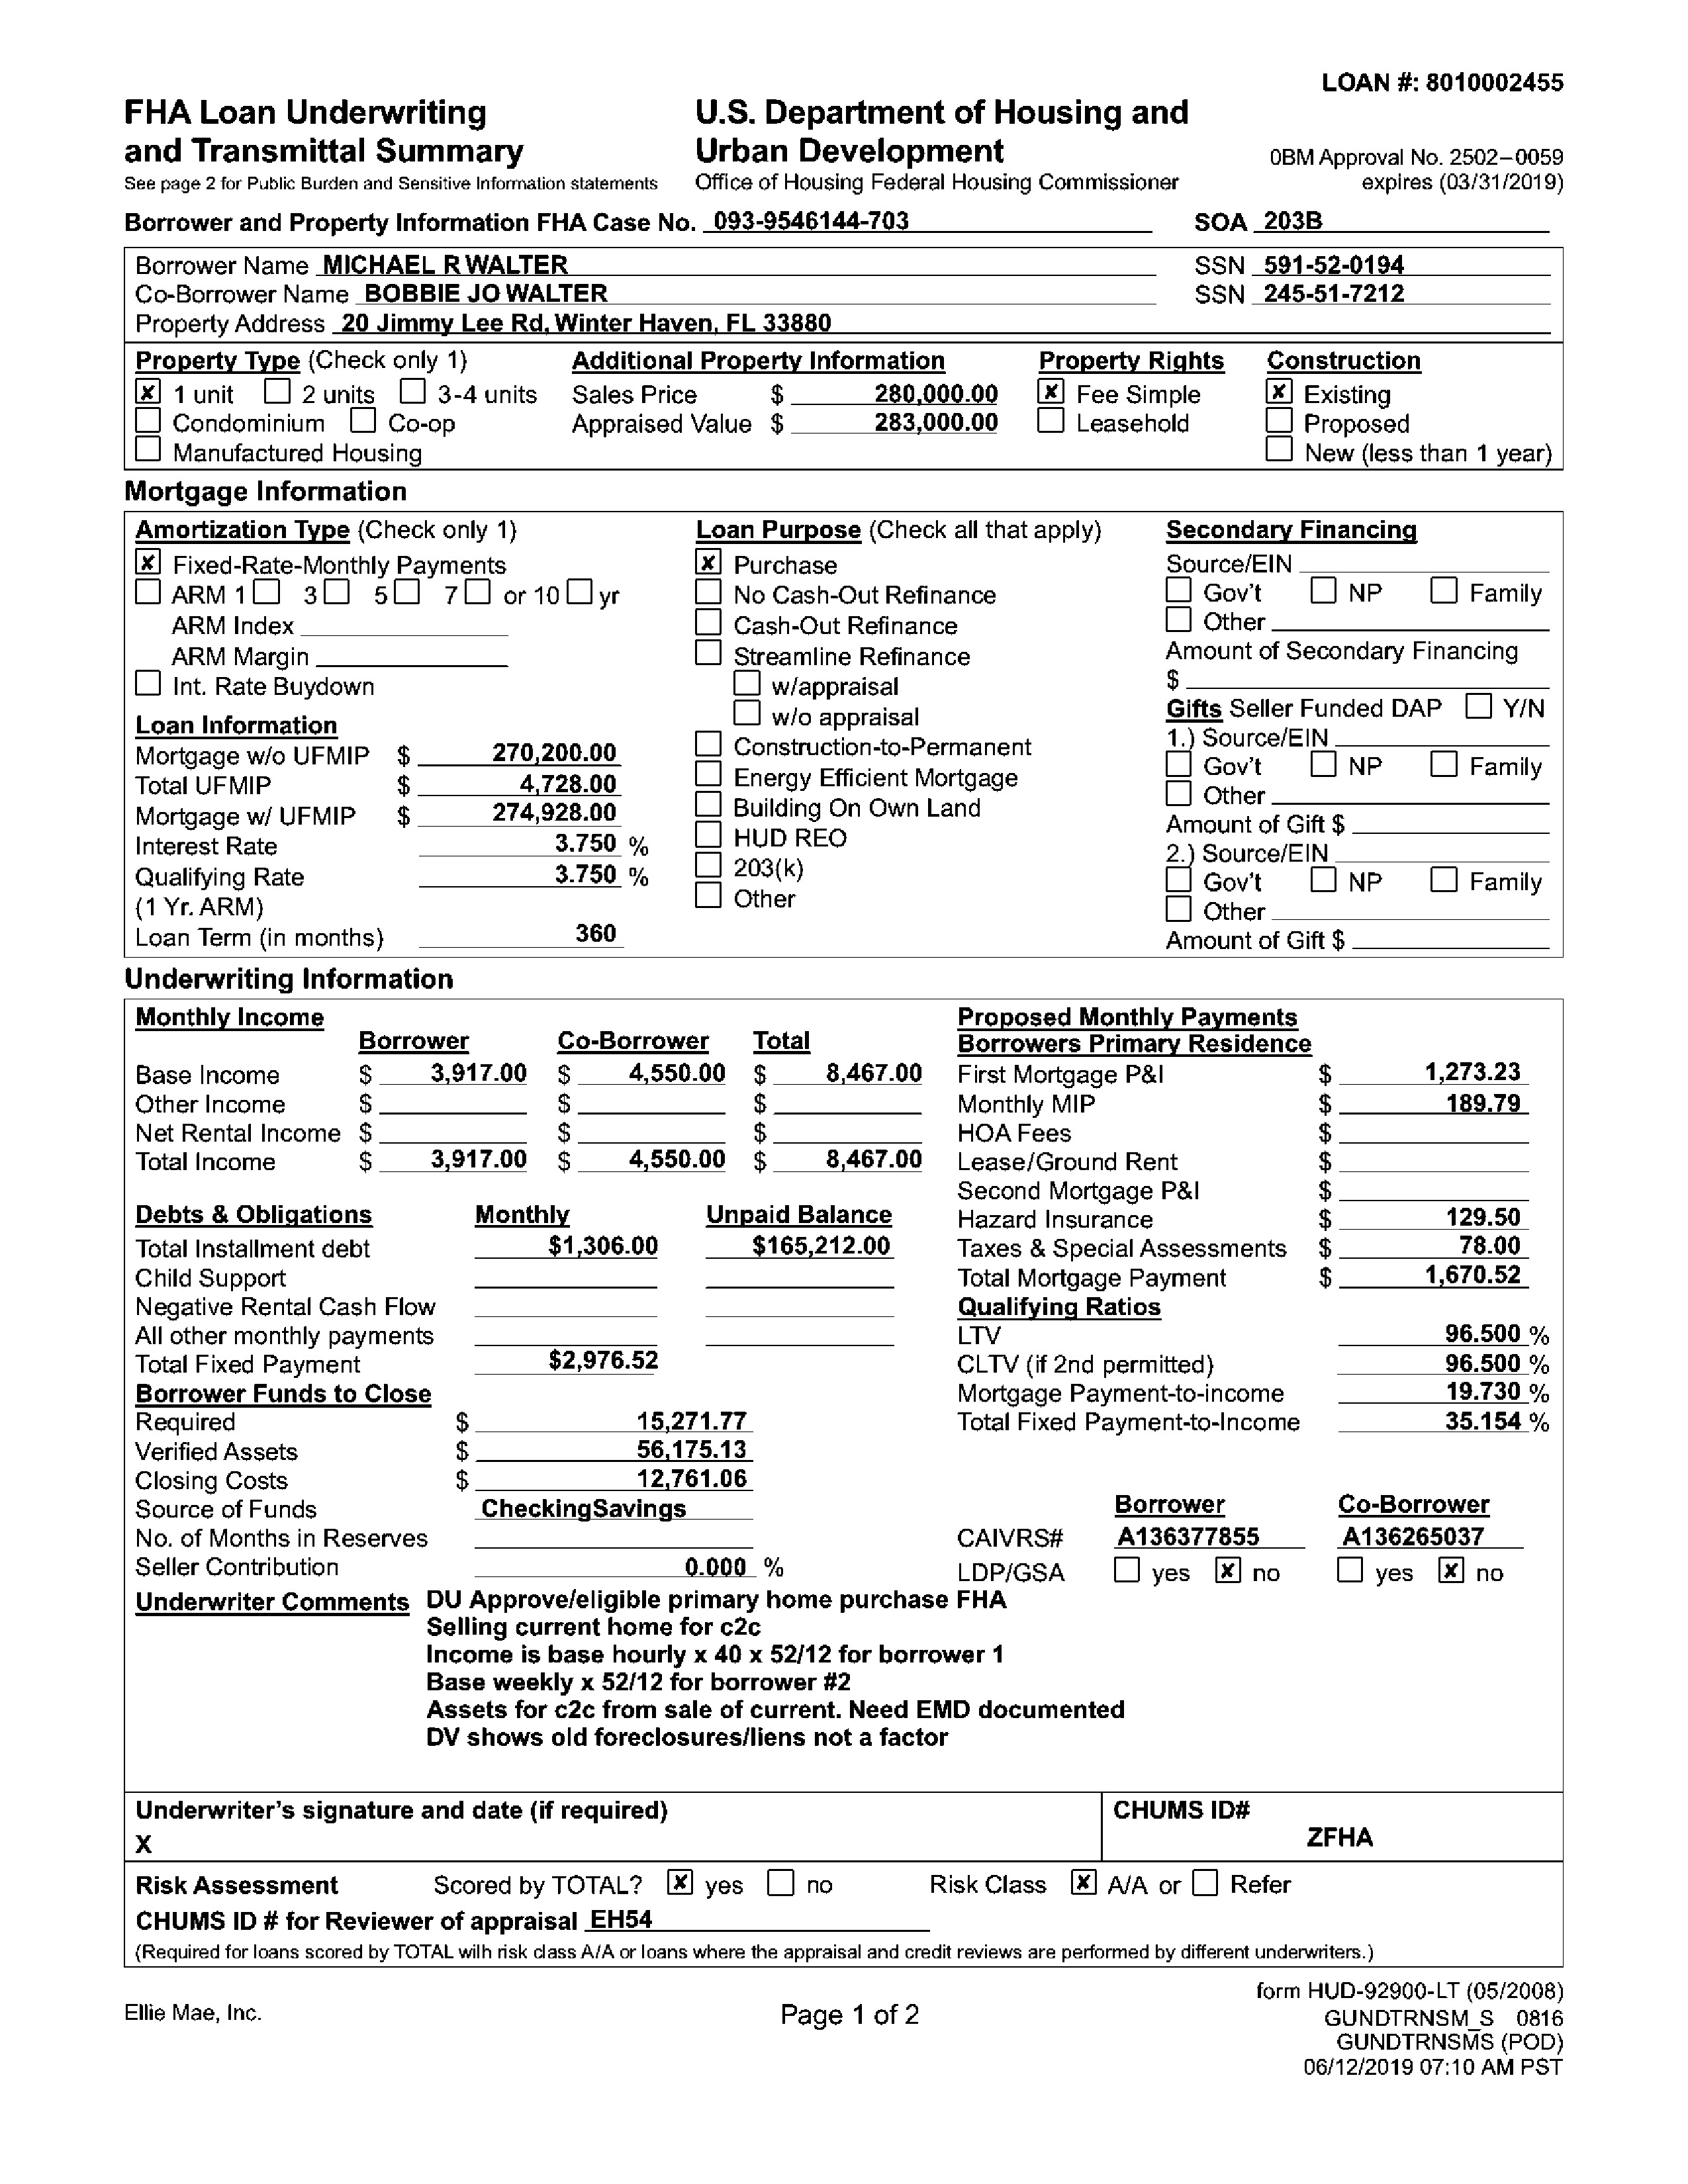 LOAN #: 8010002455
FHA Loan Underwriting
and Transmittal Summary
See page 2 for Public Burden and Sensitive Information statements
U.S. Department of Housing and
Urban Development
Office of Housing Federal Housing Commissioner
0BM Approval No. 2502–0059
expires (03/31/2019)
Borrower and Property Information FHA Case No. 093-9546144-703 SOA 203B
Borrower Name MICHAEL R WALTER SSN 591-52-0194
Co-Borrower Name BOBBIE JO WALTER SSN 245-51-7212
Property Address 20 Jimmy Lee Rd, Winter Haven, FL 33880
Property Type (Check only 1)
✘ 1 unit ☐ 2 units ☐ 3-4 units
☐ Condominium ☐ Co-op
☐ Manufactured Housing
Additional Property Information
Sales Price $ 280,000.00
Appraised Value $ 283,000.00
Property Rights
✘ Fee Simple
☐ Leasehold
Construction
✘ Existing
☐ Proposed
☐ New (less than 1 year)
Mortgage Information
Amortization Type (Check only 1)
✘ Fixed-Rate-Monthly Payments
☐ ARM 1☐ 3☐ 5☐ 7☐ or 10☐ yr
ARM Index
ARM Margin
☐ Int. Rate Buydown
Loan Information
Mortgage w/o UFMIP $ 270,200.00
Total UFMIP $ 4,728.00
Mortgage w/ UFMIP $ 274,928.00
Interest Rate 3.750 %
Qualifying Rate 3.750 %
(1 Yr. ARM)
Loan Term (in months) 360
Loan Purpose (Check all that apply)
✘ Purchase
☐ No Cash-Out Refinance
☐ Cash-Out Refinance
☐ Streamline Refinance
☐ w/appraisal
☐ w/o appraisal
☐ Construction-to-Permanent
☐ Energy Efficient Mortgage
☐ Building On Own Land
☐ HUD REO
☐ 203(k)
☐ Other
Secondary Financing
Source/EIN
☐ Gov't ☐ NP ☐ Family
☐ Other
Amount of Secondary Financing
$
Gifts Seller Funded DAP ☐ Y/N
1.) Source/EIN
☐ Gov't ☐ NP ☐ Family
☐ Other
Amount of Gift $
2.) Source/EIN
☐ Gov't ☐ NP ☐ Family
☐ Other
Amount of Gift $
Underwriting Information
Monthly Income
Borrower Co-Borrower Total
Base Income $ 3,917.00 $ 4,550.00 $ 8,467.00
Other Income $ $ $
Net Rental Income $ $ $
Total Income $ 3,917.00 $ 4,550.00 $ 8,467.00
Debts & Obligations Monthly Unpaid Balance
Total Installment debt $1,306.00 $165,212.00
Child Support
Negative Rental Cash Flow
All other monthly payments
Total Fixed Payment $2,976.52
Borrower Funds to Close
Required $ 15,271.77
Verified Assets $ 56,175.13
Closing Costs $ 12,761.06
Source of Funds CheckingSavings
No. of Months in Reserves
Seller Contribution 0.000 %
Proposed Monthly Payments
Borrowers Primary Residence
First Mortgage P&I $ 1,273.23
Monthly MIP $ 189.79
HOA Fees $
Lease/Ground Rent $
Second Mortgage P&I $
Hazard Insurance $ 129.50
Taxes & Special Assessments $ 78.00
Total Mortgage Payment $ 1,670.52
Qualifying Ratios
LTV 96.500 %
CLTV (if 2nd permitted) 96.500 %
Mortgage Payment-to-income 19.730 %
Total Fixed Payment-to-Income 35.154 %
Borrower Co-Borrower
CAIVRS# A136377855 A136265037
LDP/GSA ☐ yes ✘ no ☐ yes ✘ no
Underwriter Comments DU Approve/eligible primary home purchase FHA
Selling current home for c2c
Income is base hourly x 40 x 52/12 for borrower 1
Base weekly x 52/12 for borrower #2
Assets for c2c from sale of current. Need EMD documented
DV shows old foreclosures/liens not a factor
Underwriter's signature and date (if required)
X
CHUMS ID#
ZFHA
Risk Assessment Scored by TOTAL? ✘ yes ☐ no Risk Class ✘ A/A or ☐ Refer
CHUMS ID # for Reviewer of appraisal EH54
(Required for loans scored by TOTAL wilh risk class A/A or loans where the appraisal and credit reviews are performed by different underwriters.)
Ellie Mae, Inc.
Page 1 of 2
form HUD-92900-LT (05/2008)
GUNDTRNSM_S 0816
GUNDTRNSMS (POD)
06/12/2019 07:10 AM PST